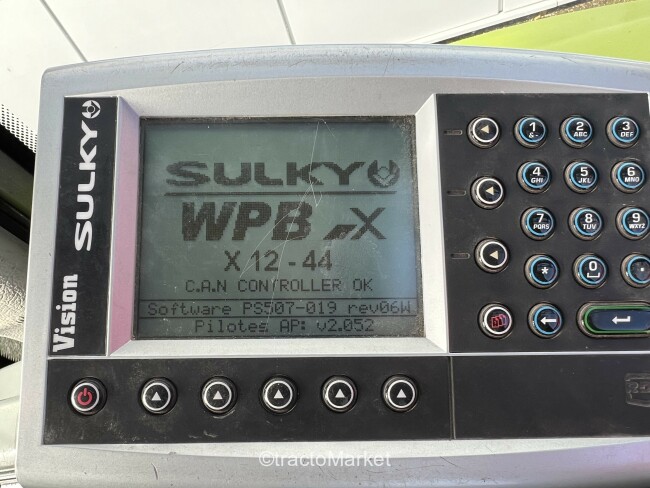 SULKY
WPB X
X 12 - 44
C.A.N CONTROLLER OK
Software PS507-019 rev06W
Pilotes AP: v2.052
Vision SULKY
1 &-
2 ABC
3 DEF
4 GHI
5 JKL
6 MNO
7 PQRS
8 TUV
9 WXYZ
*
0
©tractoMarket